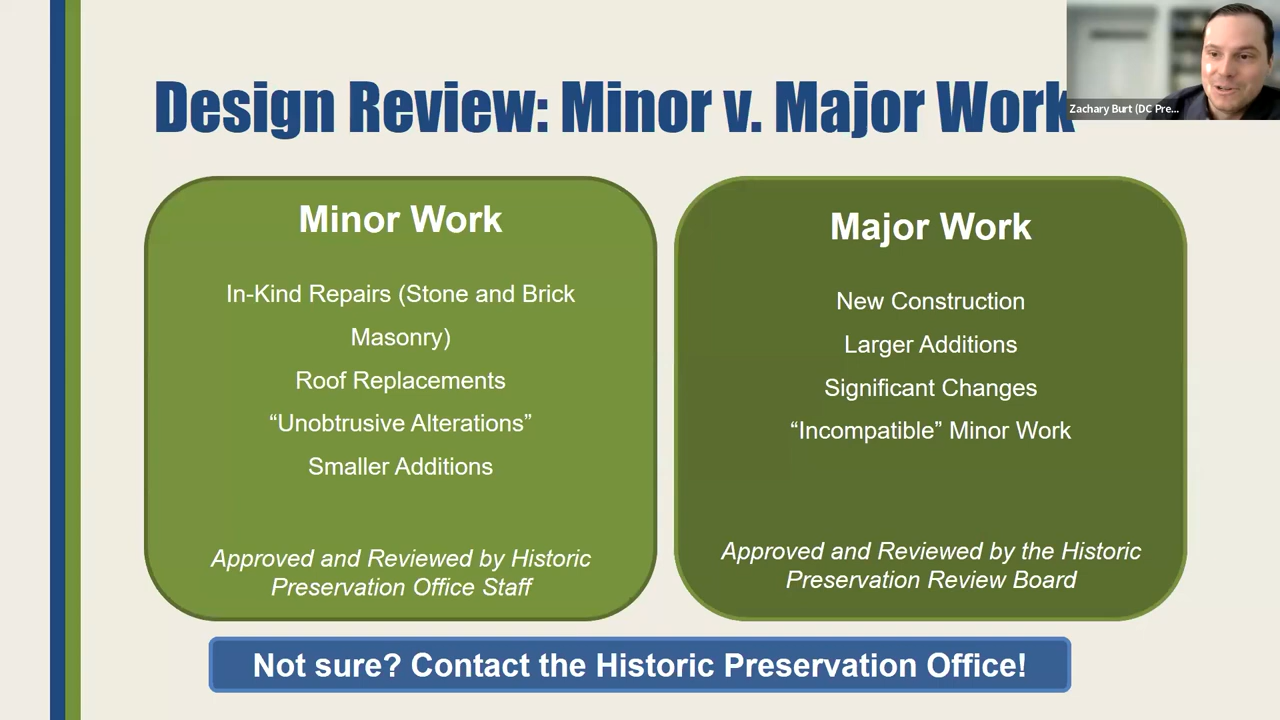 Design Review: Minor v. Major Work
Zachary Burt (DC Pre...
Minor Work
In-Kind Repairs (Stone and Brick
Masonry)
Roof Replacements
“Unobtrusive Alterations”
Smaller Additions
Approved and Reviewed by Historic
Preservation Office Staff
Major Work
New Construction
Larger Additions
Significant Changes
“Incompatible” Minor Work
Approved and Reviewed by the Historic
Preservation Review Board
Not sure? Contact the Historic Preservation Office!